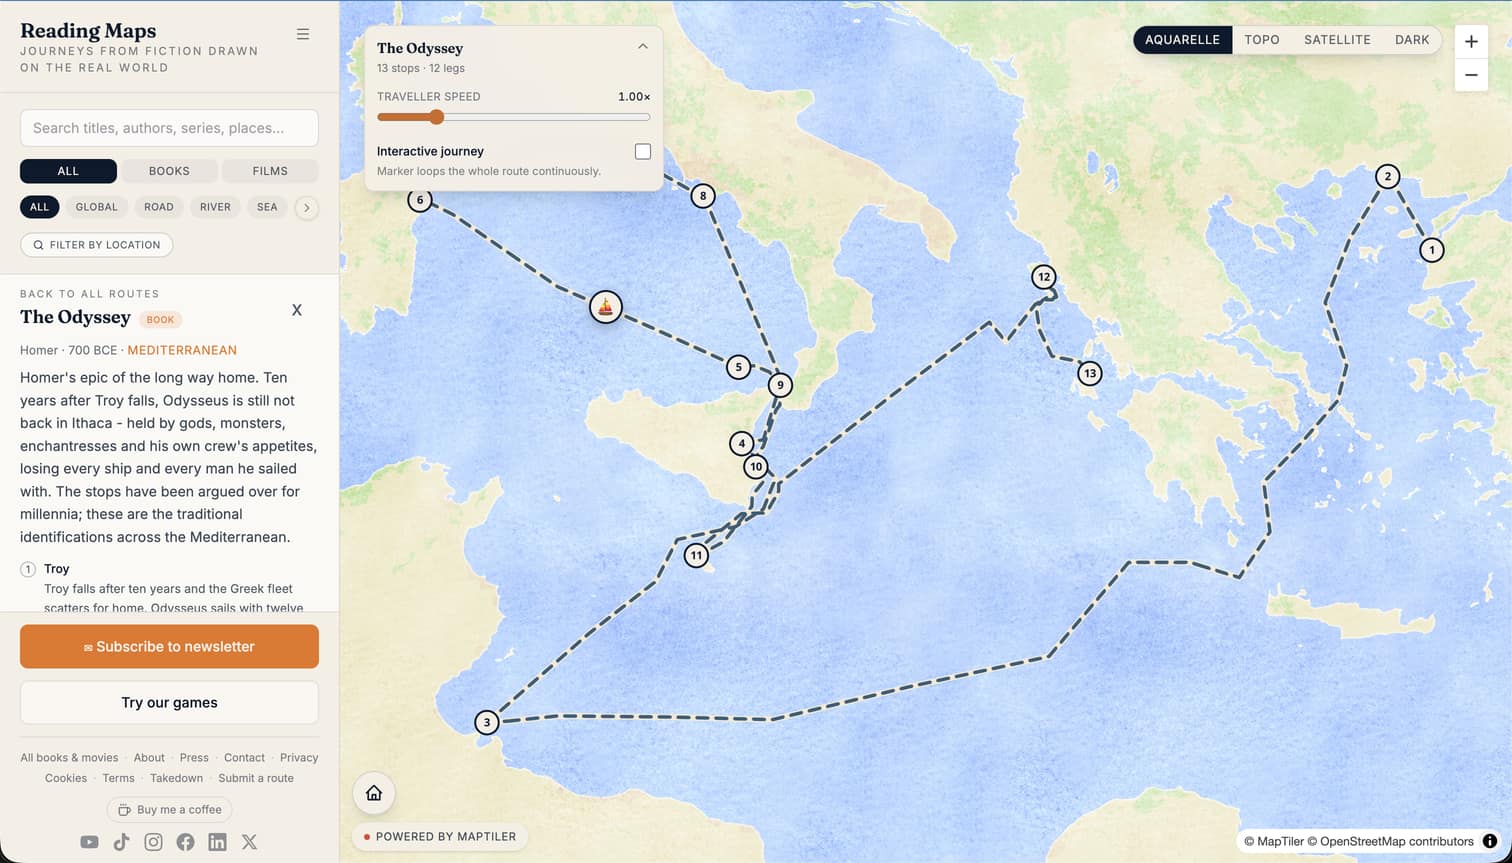 Reading Maps
JOURNEYS FROM FICTION DRAWN
ON THE REAL WORLD
Search titles, authors, series, places...
ALL
BOOKS
FILMS
ALL
GLOBAL
ROAD
RIVER
SEA
FILTER BY LOCATION
BACK TO ALL ROUTES
The Odyssey
BOOK
X
Homer · 700 BCE · MEDITERRANEAN
Homer's epic of the long way home. Ten
years after Troy falls, Odysseus is still not
back in Ithaca - held by gods, monsters,
enchantresses and his own crew's appetites,
losing every ship and every man he sailed
with. The stops have been argued over for
millennia; these are the traditional
identifications across the Mediterranean.
1 Troy
Troy falls after ten years and the Greek fleet
scatters for home. Odysseus sails with twelve
✉ Subscribe to newsletter
Try our games
All books & movies · About · Press · Contact · Privacy
Cookies · Terms · Takedown · Submit a route
Buy me a coffee
The Odyssey
13 stops · 12 legs
TRAVELLER SPEED 1.00×
Interactive journey
Marker loops the whole route continuously.
AQUARELLE
TOPO
SATELLITE
DARK
+
−
2
6
8
1
12
5
13
9
4
10
11
3
POWERED BY MAPTILER
© MapTiler © OpenStreetMap contributors